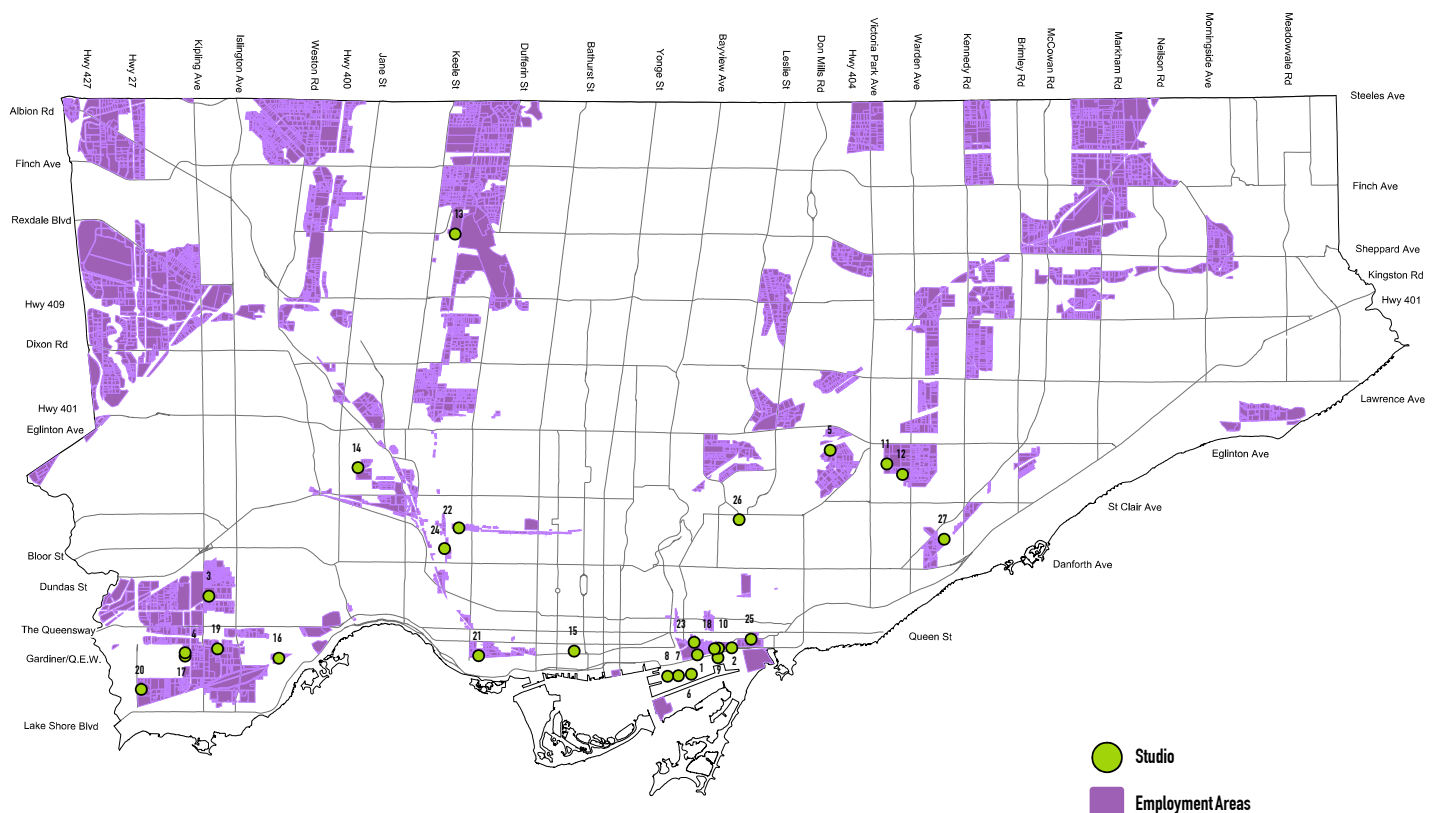 Hwy 427
Hwy 27
Kipling Ave
Islington Ave
Weston Rd
Hwy 400
Jane St
Keele St
Dufferin St
Bathurst St
Yonge St
Bayview Ave
Leslie St
Don Mills Rd
Hwy 404
Victoria Park Ave
Warden Ave
Kennedy Rd
Brimley Rd
McCowan Rd
Markham Rd
Neilson Rd
Morningside Ave
Meadowvale Rd
Steeles Ave
Albion Rd
Finch Ave
Finch Ave
Rexdale Blvd
13
Sheppard Ave
Kingston Rd
Hwy 409
Hwy 401
Dixon Rd
Hwy 401
Lawrence Ave
Eglinton Ave
5
11
12
14
Eglinton Ave
26
22
24
27
St Clair Ave
Bloor St
Danforth Ave
Dundas St
3
The Queensway
4
19
16
21
15
23
18
10
25
Queen St
Gardiner/Q.E.W.
20
17
8
7
1
9
2
6
Lake Shore Blvd
Studio
Employment Areas